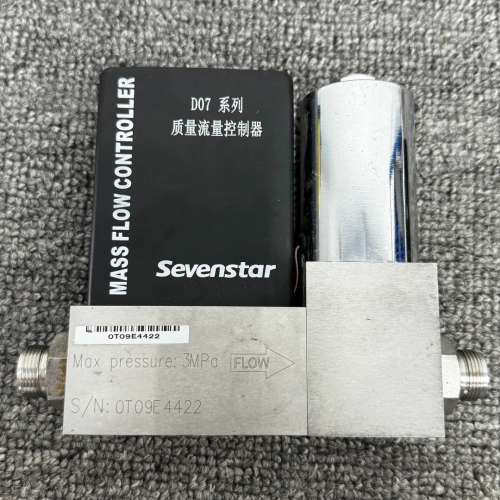 MASS FLOW CONTROLLER
D07 系列
质量流量控制器
Sevenstar
0T09E4422
Max pressure: 3MPa FLOW
S/N: 0T09E4422